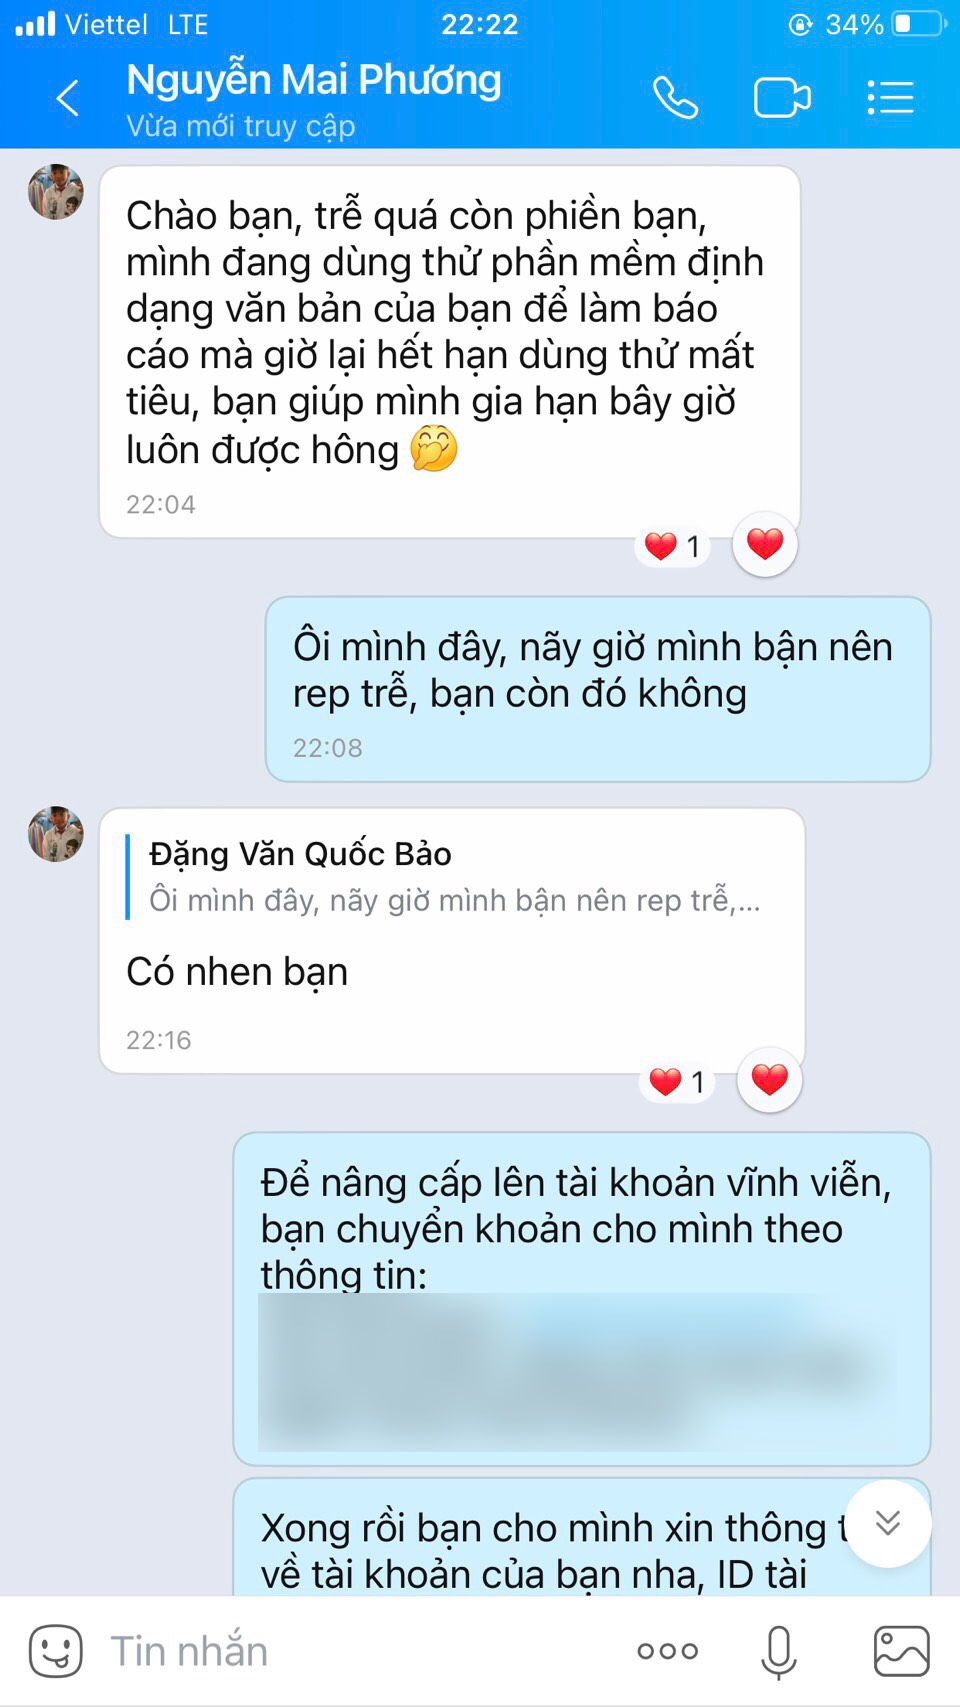 Viettel LTE 22:22 34%
Nguyễn Mai Phương
Vừa mới truy cập
Chào bạn, trễ quá còn phiền bạn,
mình đang dùng thử phần mềm định
dạng văn bản của bạn để làm báo
cáo mà giờ lại hết hạn dùng thử mất
tiêu, bạn giúp mình gia hạn bây giờ
luôn được hông 🤭
22:04
❤️ 1 ❤️
Ôi mình đây, nãy giờ mình bận nên
rep trễ, bạn còn đó không
22:08
Đặng Văn Quốc Bảo
Ôi mình đây, nãy giờ mình bận nên rep trễ,...
Có nhen bạn
22:16
❤️ 1 ❤️
Để nâng cấp lên tài khoản vĩnh viễn,
bạn chuyển khoản cho mình theo
thông tin:
Xong rồi bạn cho mình xin thông
về tài khoản của bạn nha, ID tài
Tin nhắn